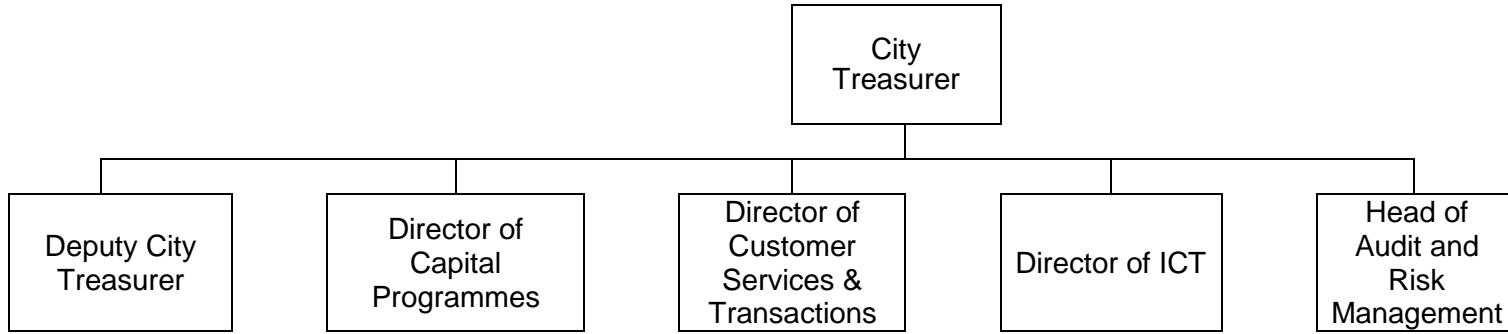 City
Treasurer
Deputy City
Treasurer
Director of
Capital
Programmes
Director of
Customer
Services &
Transactions
Director of ICT
Head of
Audit and
Risk
Management